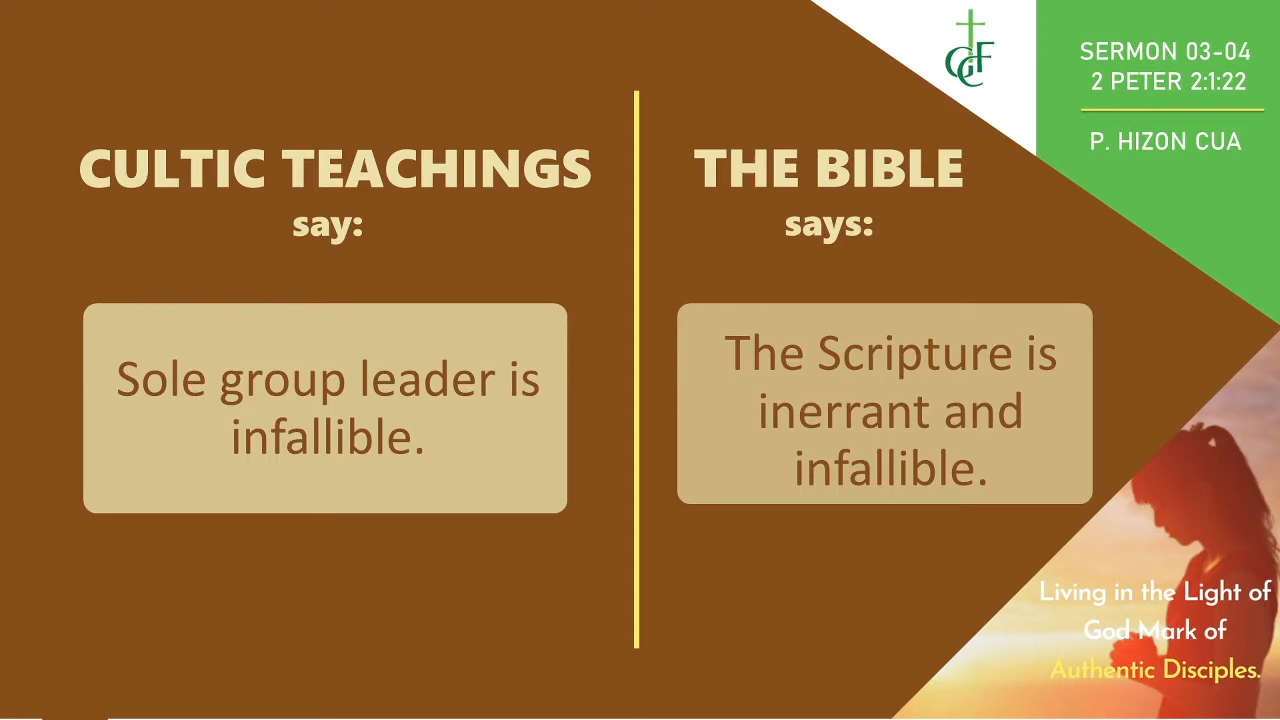 CULTIC TEACHINGS
say:
Sole group leader is
infallible.
THE BIBLE
says:
The Scripture is
inerrant and
infallible.
CGCF
SERMON 03-04
2 PETER 2:1:22
P. HIZON CUA
Living in the Light of
God Mark of
Authentic Disciples.